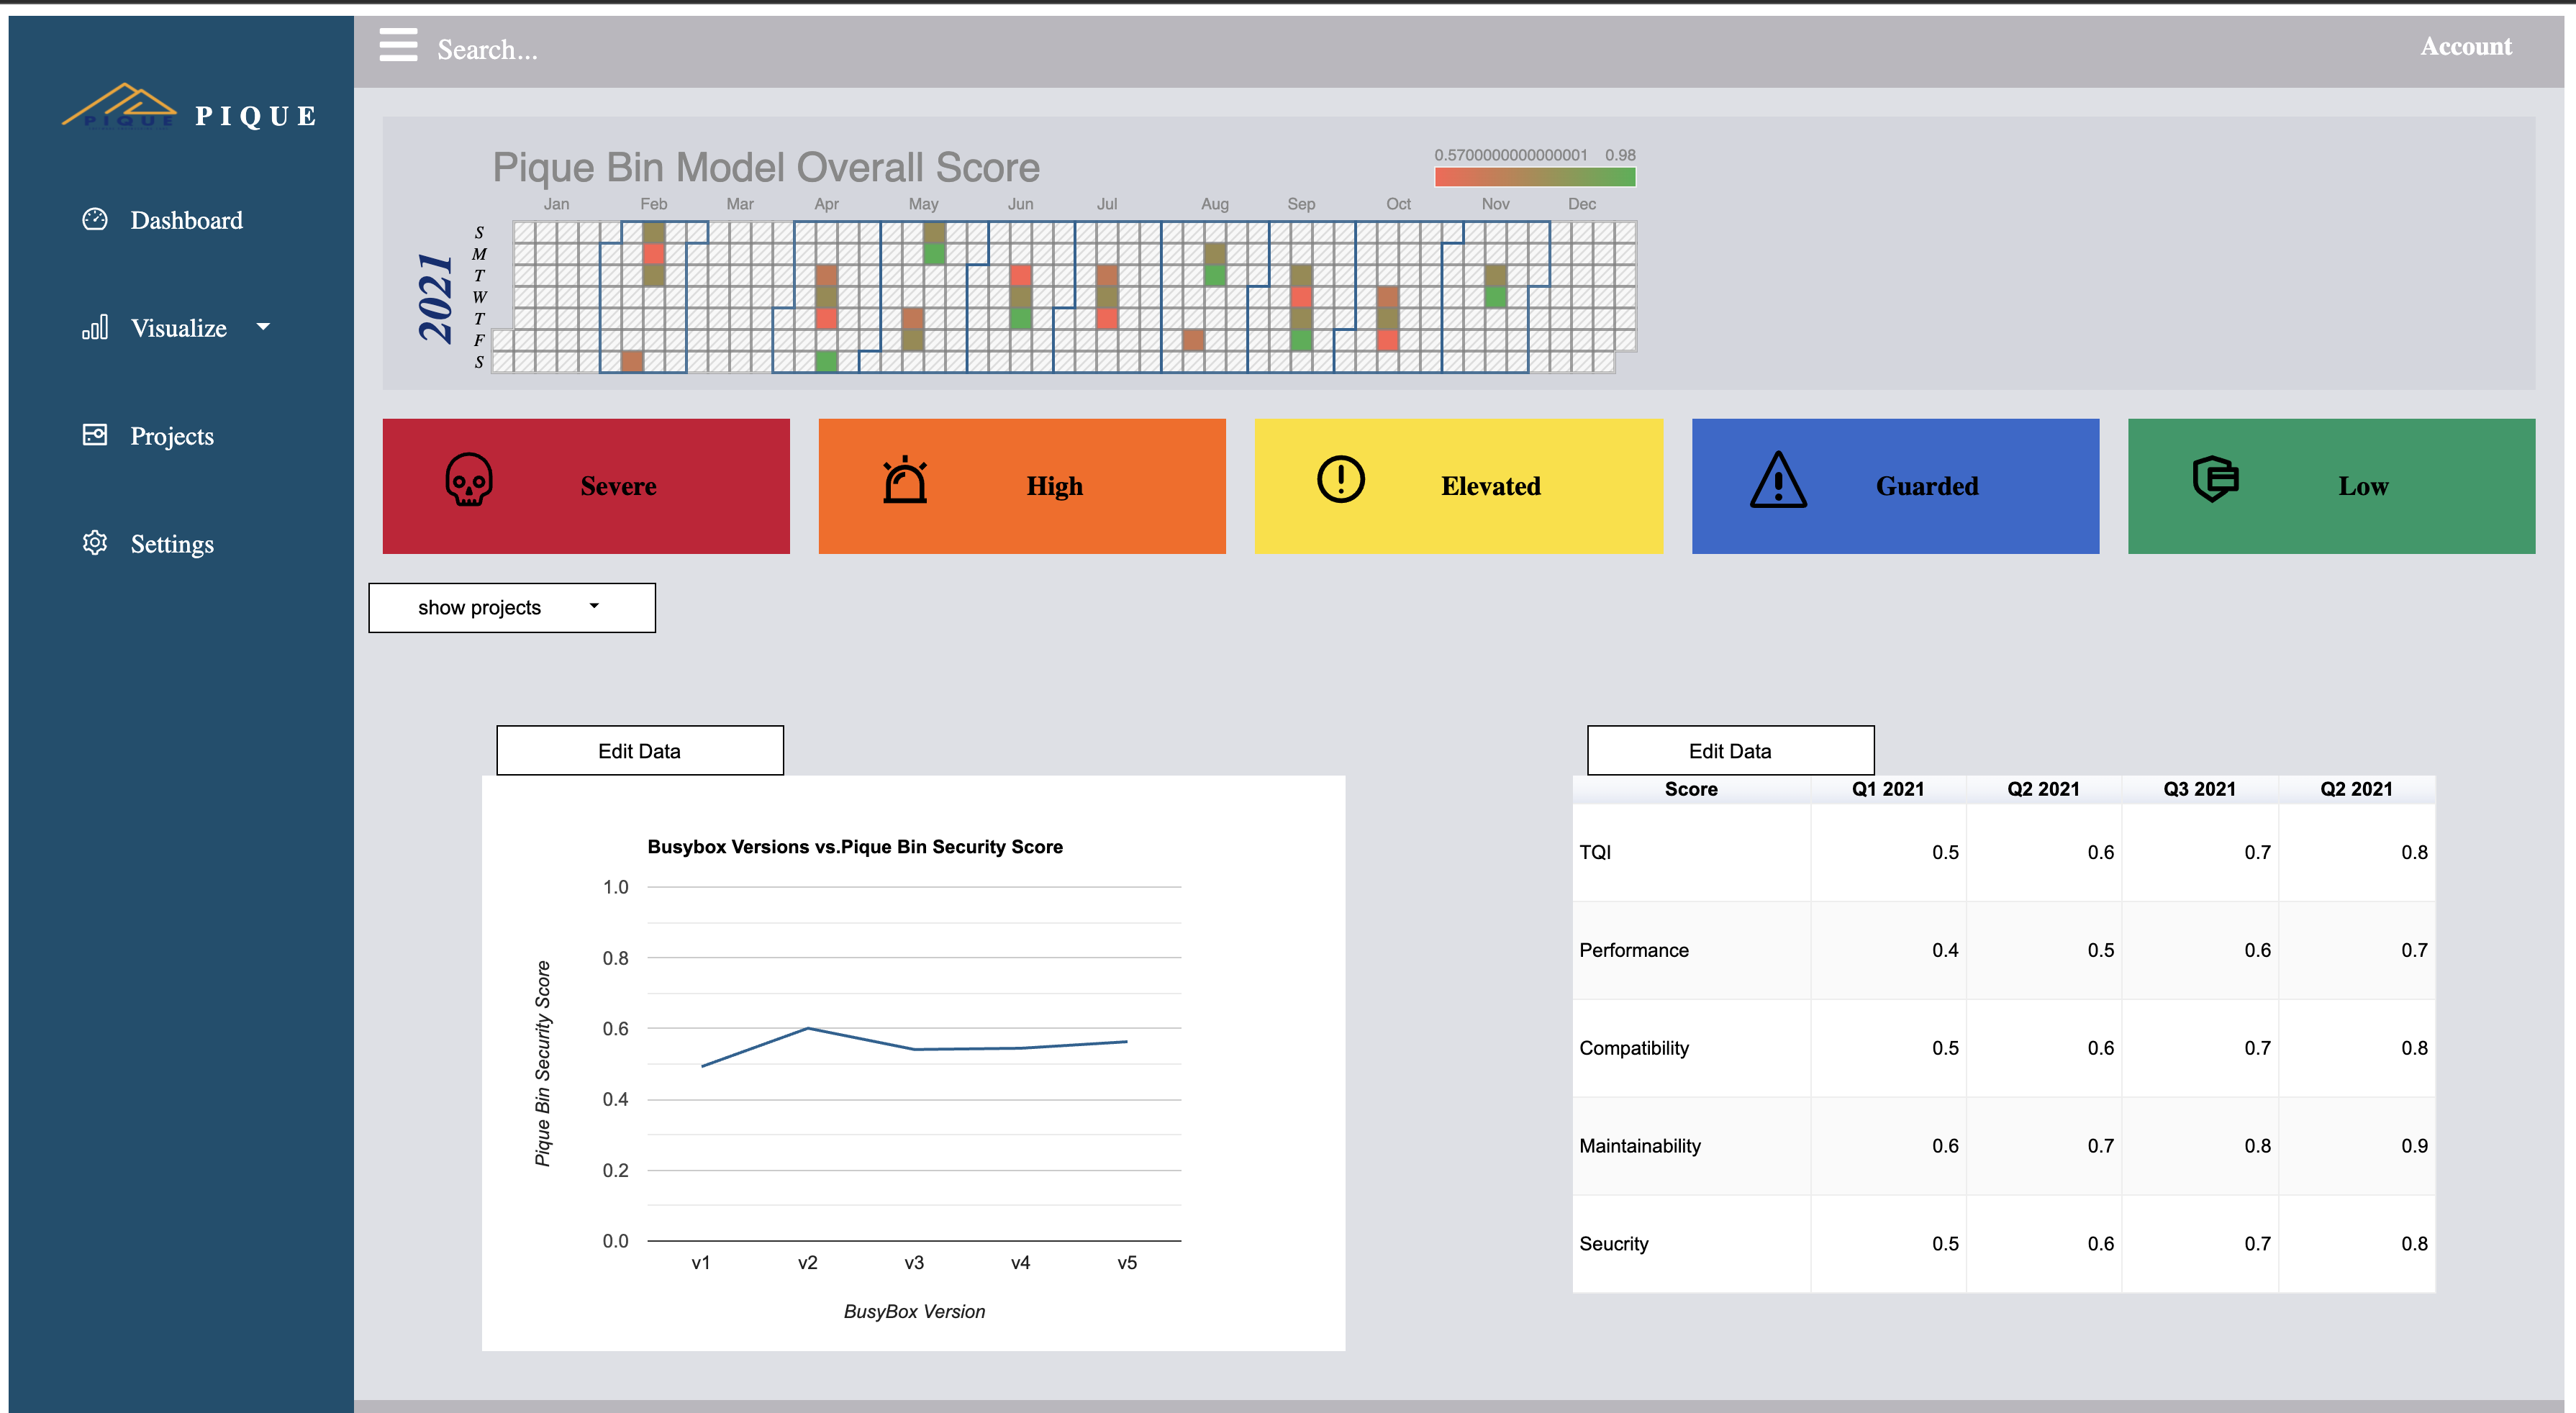 Search...
Account
PIQUE
PIQUE
Dashboard
Visualize
Projects
Settings
Pique Bin Model Overall Score
0.5700000000000001 0.98
Jan Feb Mar Apr May Jun Jul Aug Sep Oct Nov Dec
2021
S
M
T
W
T
F
S
Severe
High
Elevated
Guarded
Low
show projects
Edit Data
Busybox Versions vs.Pique Bin Security Score
Pique Bin Security Score
1.0
0.8
0.6
0.4
0.2
0.0
v1 v2 v3 v4 v5
BusyBox Version
Edit Data
Score Q1 2021 Q2 2021 Q3 2021 Q2 2021
TQI 0.5 0.6 0.7 0.8
Performance 0.4 0.5 0.6 0.7
Compatibility 0.5 0.6 0.7 0.8
Maintainability 0.6 0.7 0.8 0.9
Seucrity 0.5 0.6 0.7 0.8